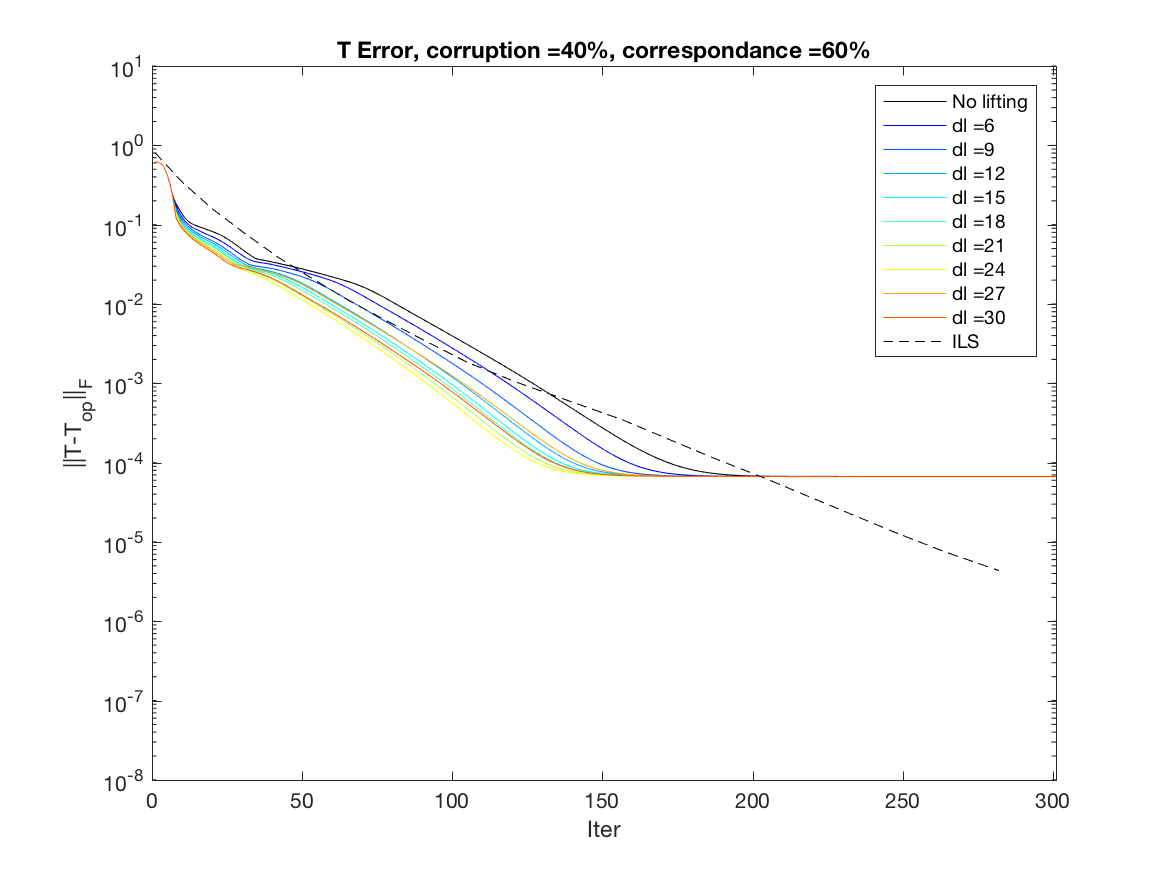 T Error, corruption =40%, correspondance =60%
10^1
10^0
10^-1
10^-2
10^-3
10^-4
10^-5
10^-6
10^-7
10^-8
||T-T_op||_F
No lifting
dl =6
dl =9
dl =12
dl =15
dl =18
dl =21
dl =24
dl =27
dl =30
ILS
0 50 100 150 200 250 300
Iter